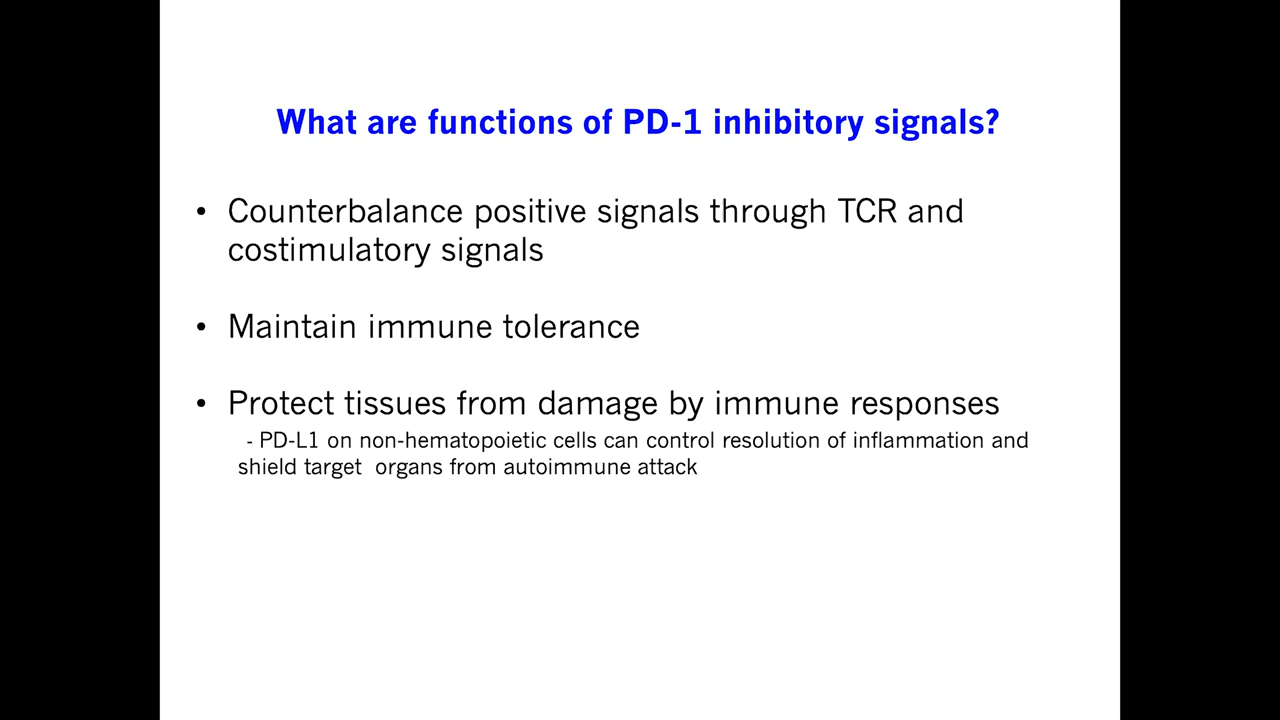 What are functions of PD-1 inhibitory signals?
• Counterbalance positive signals through TCR and
costimulatory signals
• Maintain immune tolerance
• Protect tissues from damage by immune responses
- PD-L1 on non-hematopoietic cells can control resolution of inflammation and
shield target organs from autoimmune attack